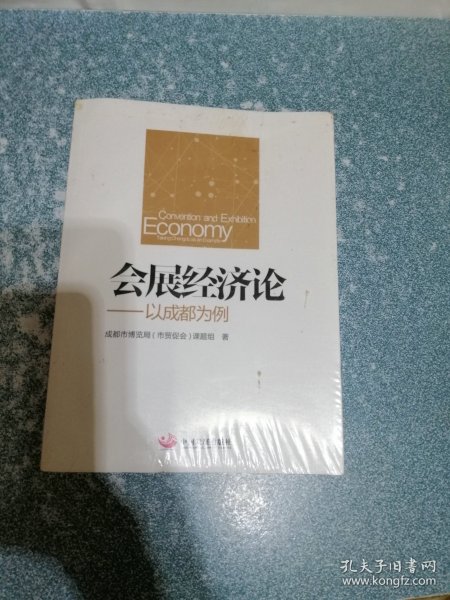 Convention and Exhibition
Economy
Taking Chengdu as an Example
会展经济论
——以成都为例
成都市博览局(市贸促会)课题组 著
孔夫子旧书网
www.kongfz.com